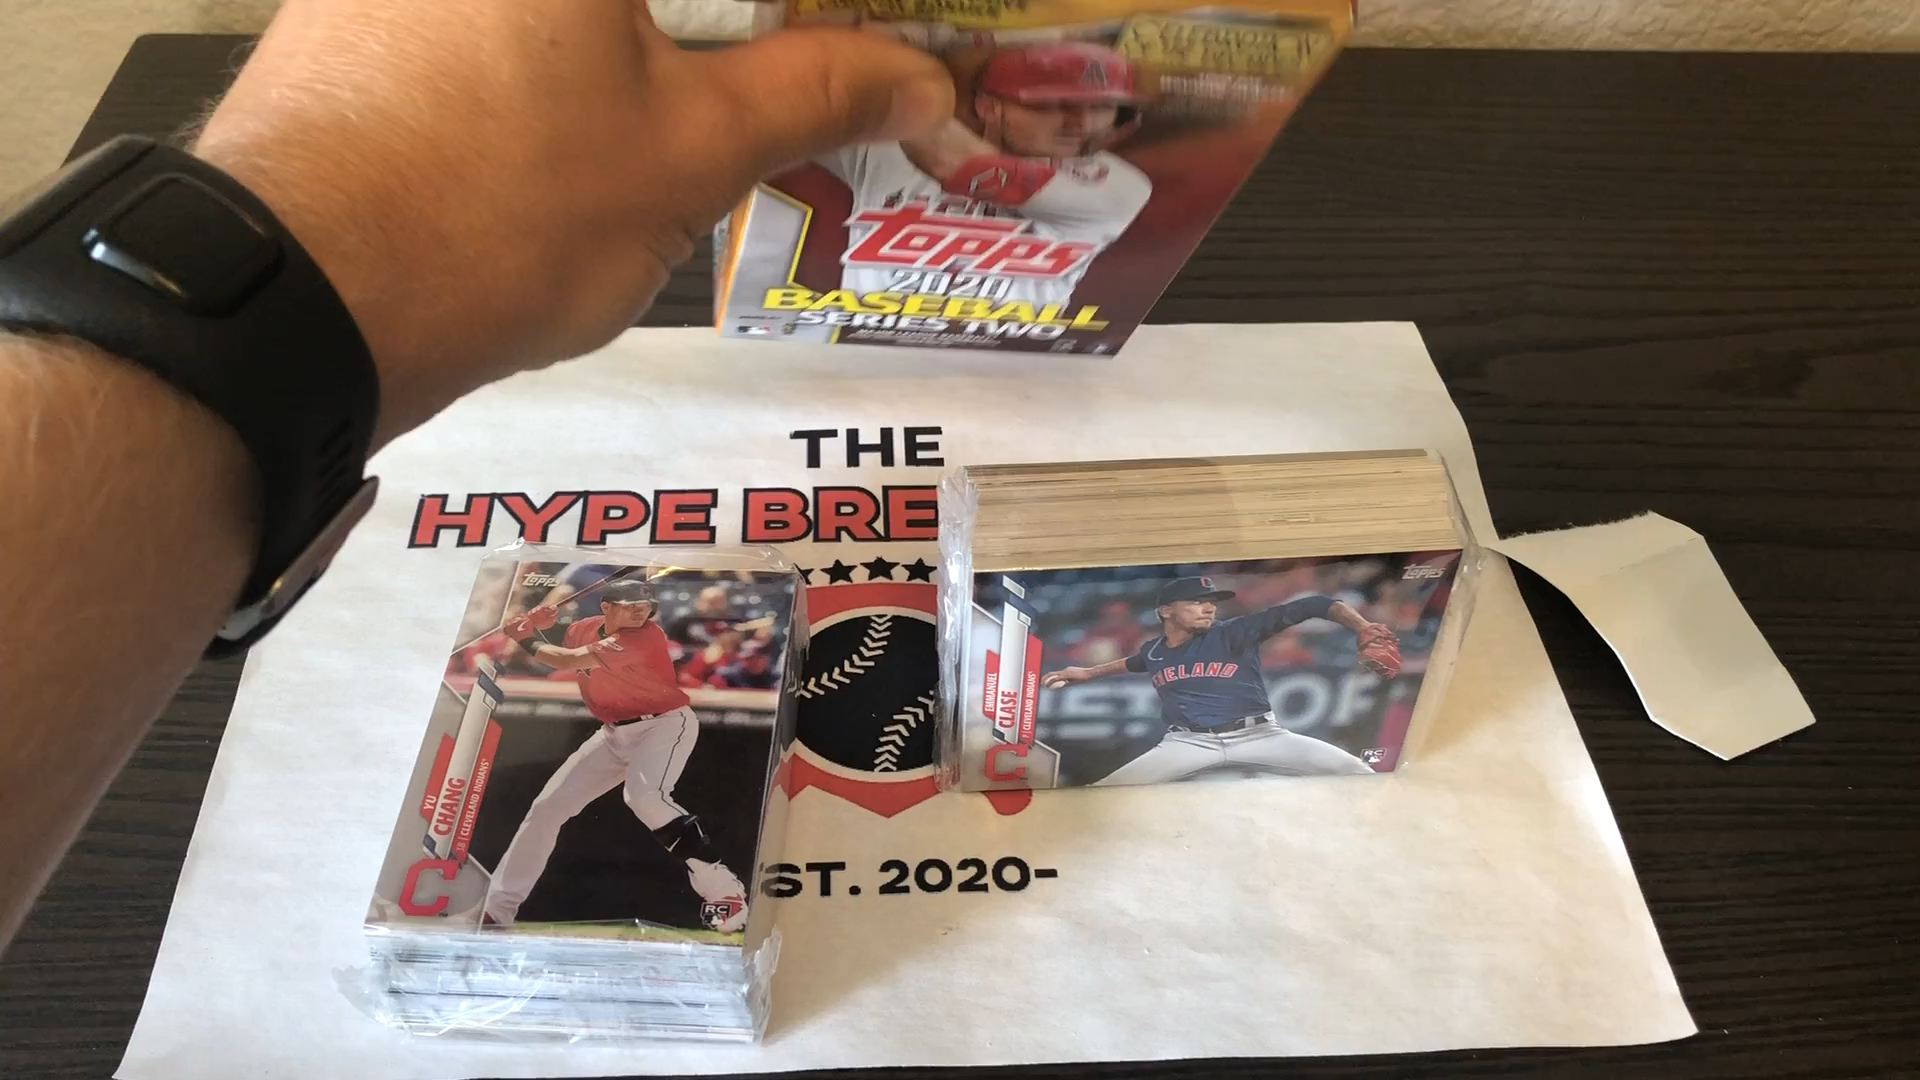 Topps
2020
BASEBALL
SERIES TWO
THE
HYPE BRE
ST. 2020-
Topps
YU
CHANG
CLEVELAND INDIANS
RC
Topps
EMMANUEL
CLASE
P | CLEVELAND INDIANS
ELAND
RC